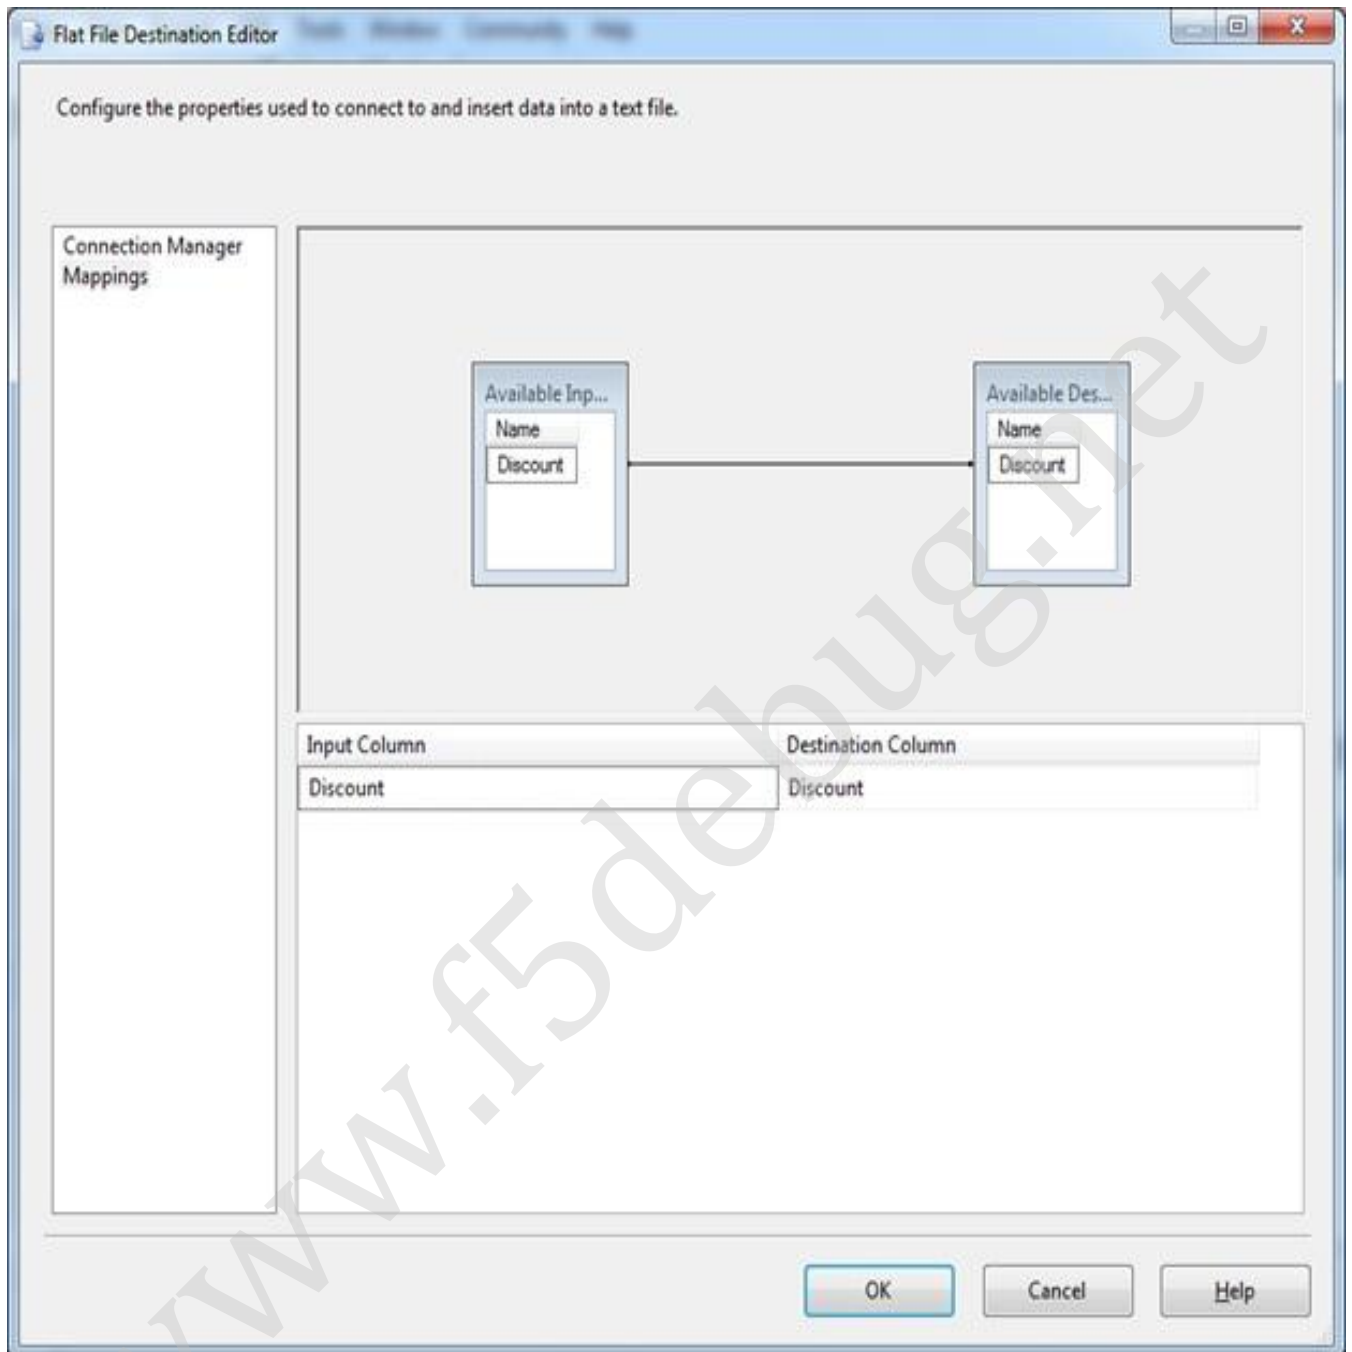 Flat File Destination Editor
Configure the properties used to connect to and insert data into a text file.
Connection Manager
Mappings
Available Inp...
Name
Discount
Available Des...
Name
Discount
Input Column
Destination Column
Discount
Discount
OK
Cancel
Help
www.f5debug.net